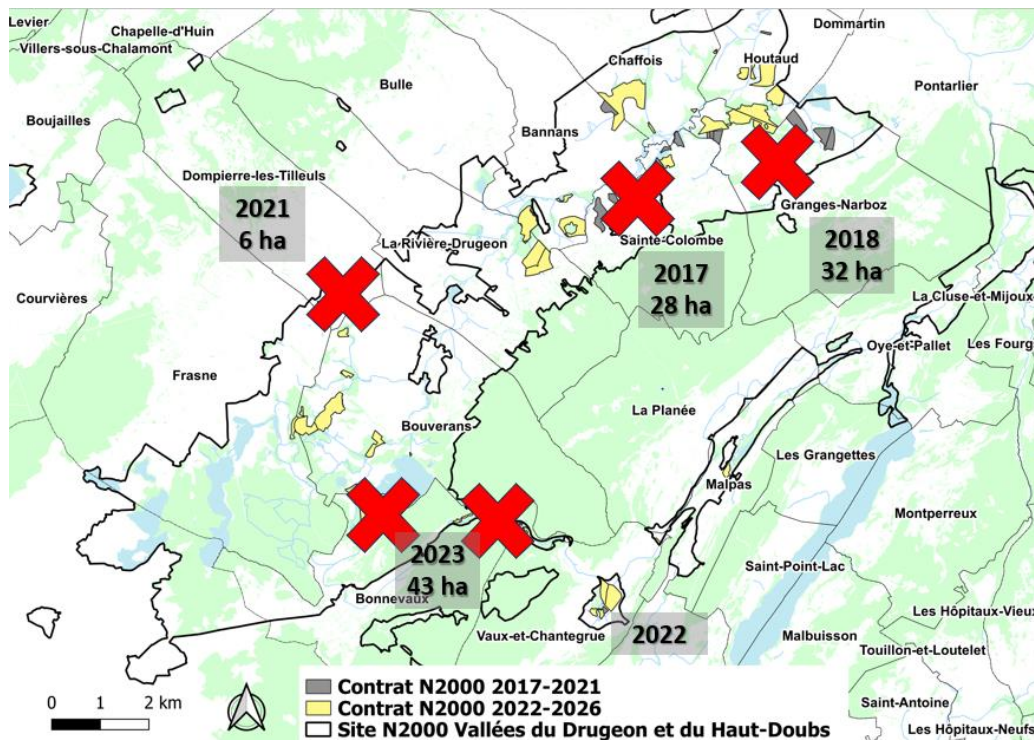 Levier
Chapelle-d'Huin
Villers-sous-Chalamont
Dommartin
Chaffois
Houtaud
Bulle
Pontarlier
Boujailles
Bannans
Dompierre-les-Tilleuls
2021
6 ha
Granges-Narboz
La Rivière-Drugeon
Sainte-Colombe
2018
32 ha
2017
28 ha
Courvières
La Cluse-et-Mijoux
Oye-et-Pallet
Les Fourg
Frasne
La Planée
Bouverans
Les Grangettes
Malpas
Montperreux
2023
43 ha
Saint-Point-Lac
Bonnevaux
Les Hôpitaux-Vieux
Vaux-et-Chantegrue
2022
Malbuisson
Touillon-et-Loutelet
0 1 2 km
Contrat N2000 2017-2021
Contrat N2000 2022-2026
Site N2000 Vallées du Drugeon et du Haut-Doubs
Saint-Antoine
Les Hôpitaux-Neufs